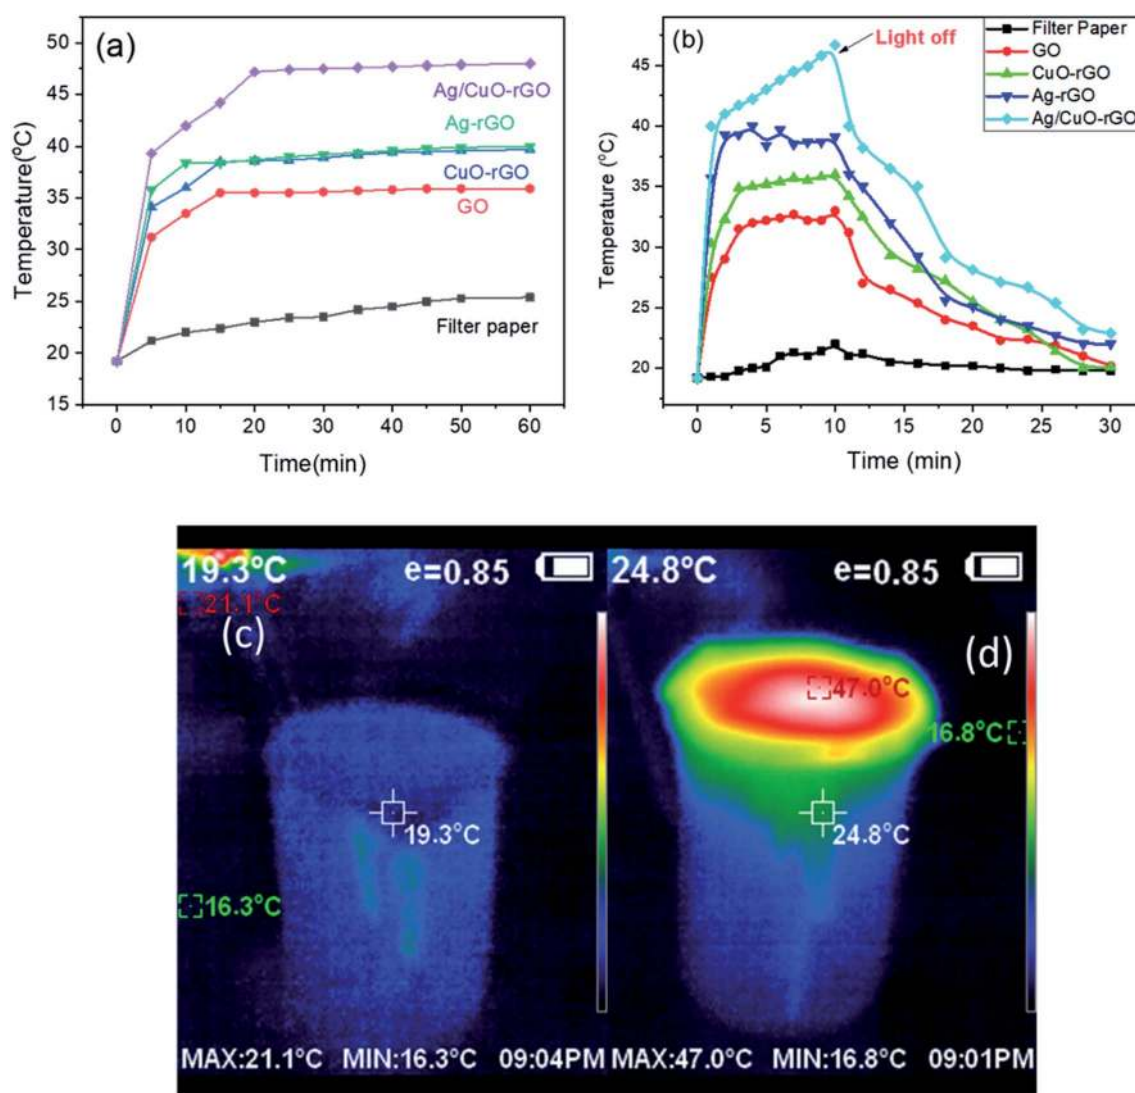 (a)
50
45
40
35
30
25
20
15
Temperature(ºC)
Ag/CuO-rGO
Ag-rGO
CuO-rGO
GO
Filter paper
0 10 20 30 40 50 60
Time(min)
(b)
Light off
Filter Paper
GO
CuO-rGO
Ag-rGO
Ag/CuO-rGO
45
40
35
30
25
20
Temperature (ºC)
0 5 10 15 20 25 30
Time (min)
19.3ºC e=0.85
21.1°C
(c)
19.3°C
16.3°C
MAX:21.1°C MIN:16.3°C 09:04PM
24.8ºC e=0.85
(d)
47.0°C
16.8°C
24.8°C
MAX:47.0°C MIN:16.8°C 09:01PM